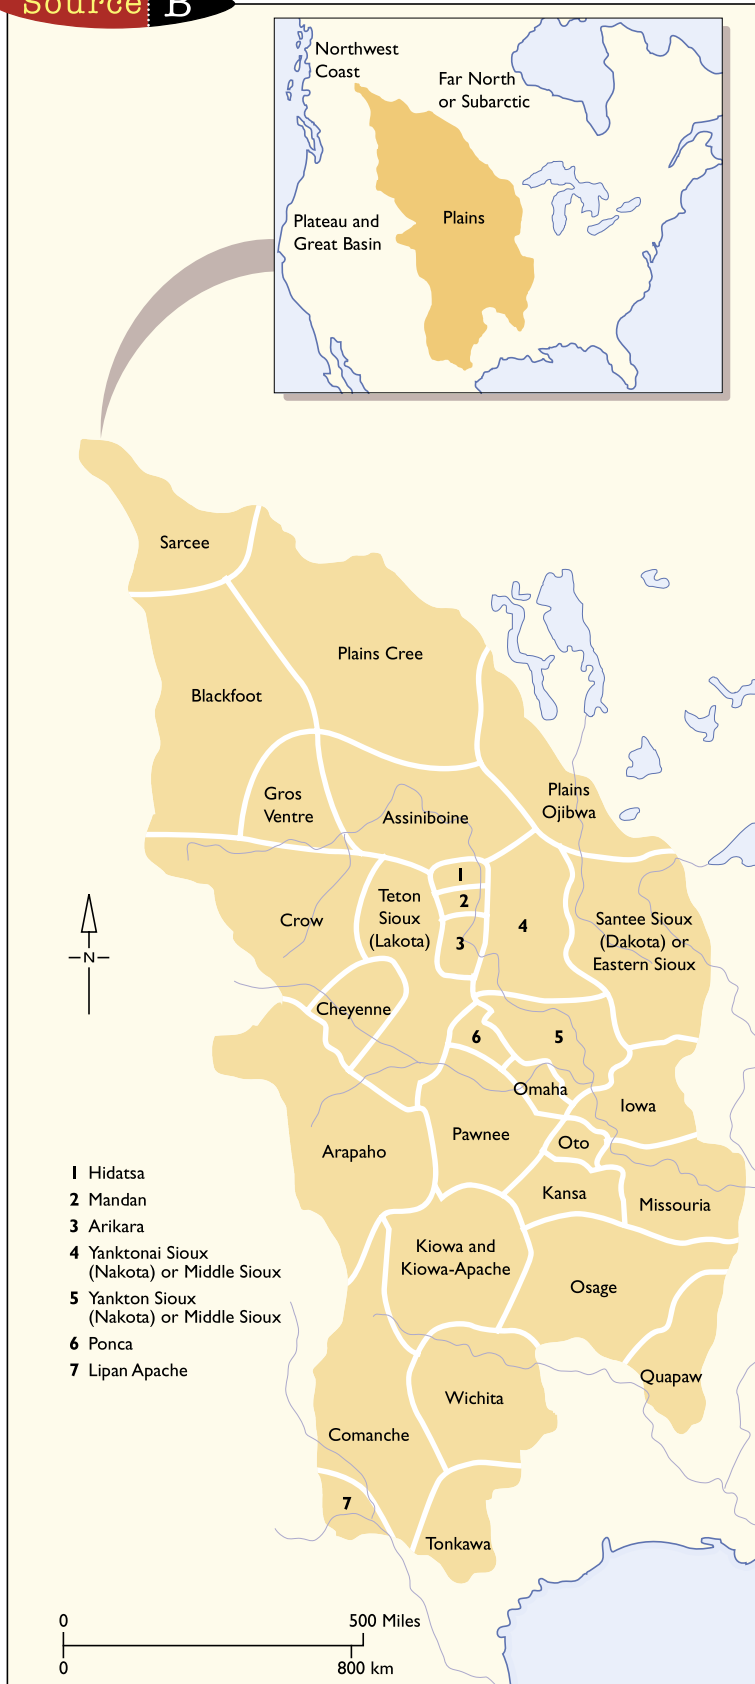 Source B
Northwest
Coast
Far North
or Subarctic
Plateau and
Great Basin
Plains
Sarcee
Plains Cree
Blackfoot
Gros
Ventre
Assiniboine
Plains
Ojibwa
1
2
3
4
Teton
Sioux
(Lakota)
Crow
Santee Sioux
(Dakota) or
Eastern Sioux
N
Cheyenne
6
5
Omaha
Iowa
Pawnee
Oto
Arapaho
Kansa
Missouria
1 Hidatsa
2 Mandan
3 Arikara
4 Yanktonai Sioux
(Nakota) or Middle Sioux
5 Yankton Sioux
(Nakota) or Middle Sioux
6 Ponca
7 Lipan Apache
Kiowa and
Kiowa-Apache
Osage
Quapaw
Wichita
Comanche
7
Tonkawa
0 500 Miles
0 800 km